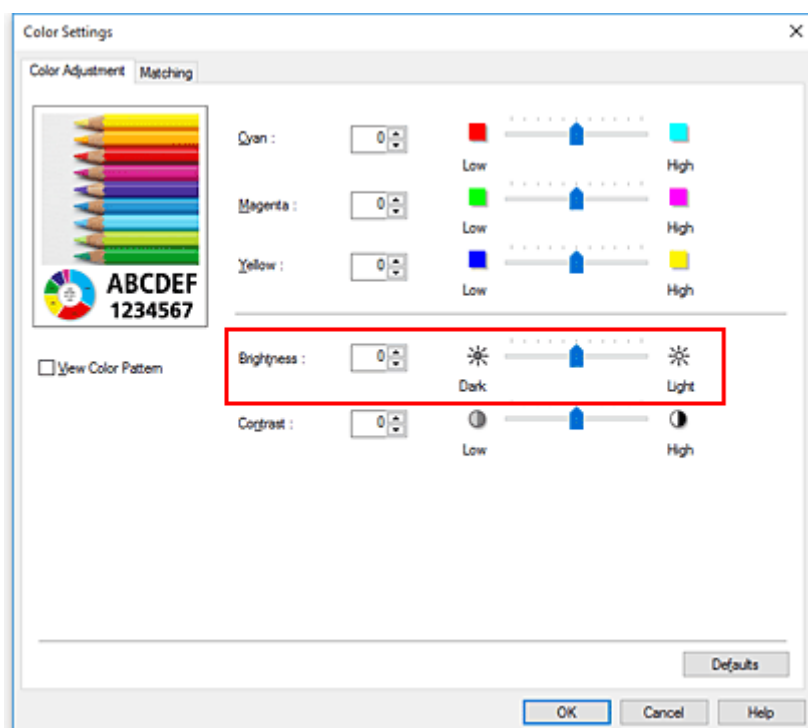 Color Settings
Color Adjustment Matching
Cyan : 0
Low High
Magenta : 0
Low High
Yellow : 0
Low High
ABCDEF
1234567
View Color Pattern
Brightness : 0
Dark Light
Contrast : 0
Low High
Defaults
OK Cancel Help